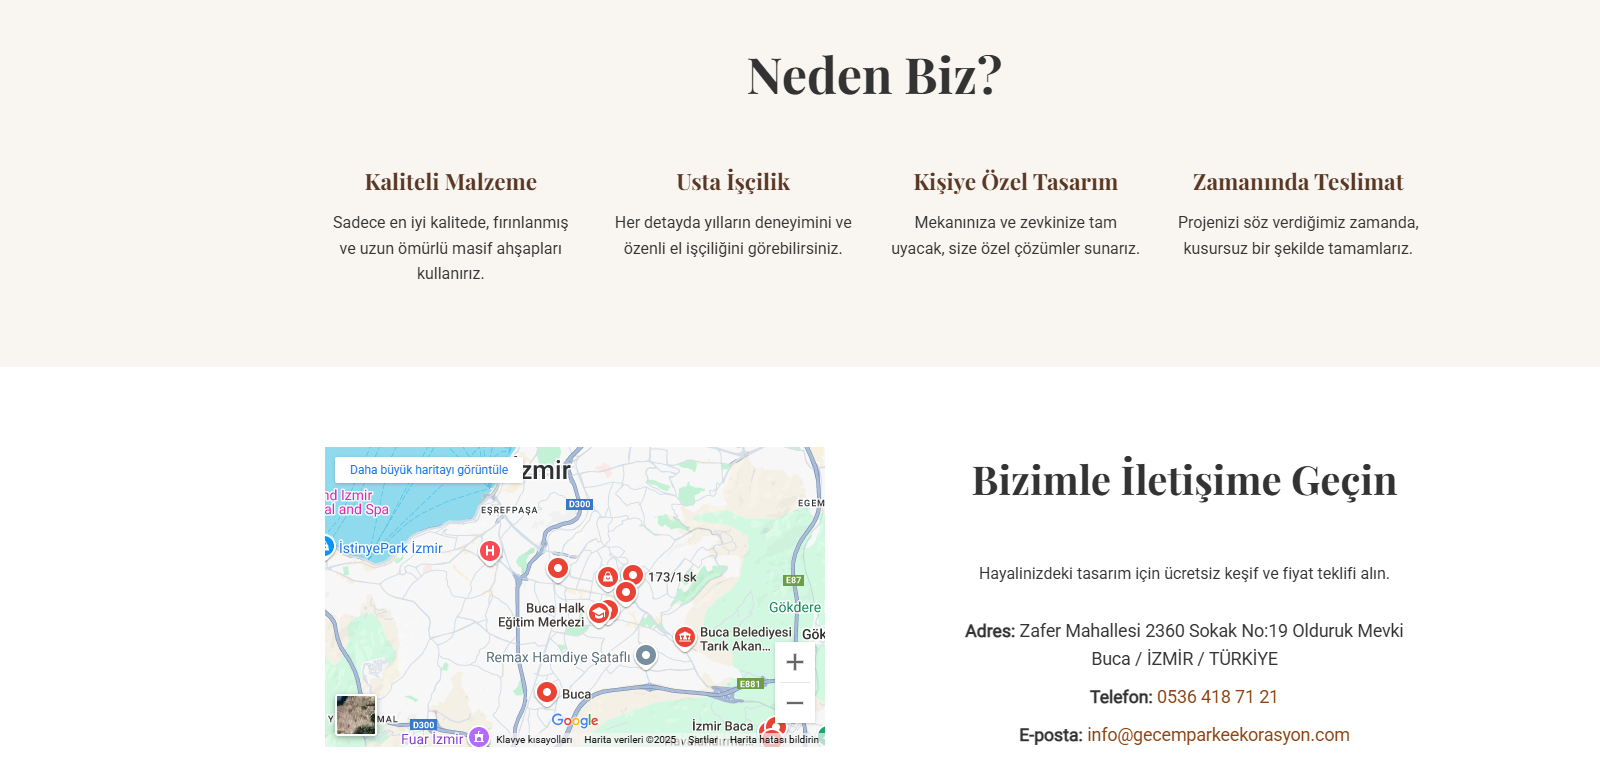 Neden Biz?
Kaliteli Malzeme
Sadece en iyi kalitede, fırınlanmış
ve uzun ömürlü masif ahşapları
kullanırız.
Usta İşçilik
Her detayda yılların deneyimini ve
özenli el işçiliğini görebilirsiniz.
Kişiye Özel Tasarım
Mekanınıza ve zevkinize tam
uyacak, size özel çözümler sunarız.
Zamanında Teslimat
Projenizi söz verdiğimiz zamanda,
kusursuz bir şekilde tamamlarız.
Daha büyük haritayı görüntüle
İzmir
nd Izmir
al and Spa
D300
EŞREFPAŞA
EGEM
İstinyePark İzmir
H
173/1sk
E87
Gökdere
Buca Halk
Eğitim Merkezi
Buca Belediyesi
Tarık Akan...
Gök
Remax Hamdiye Şataflı
E881
Buca
Google
Y
MAL
D300
İzmir Baca
Fuar İzmir
Klavye kısayolları
Harita verileri ©2025
Şartlar
Harita hatası bildirin
Bizimle İletişime Geçin
Hayalinizdeki tasarım için ücretsiz keşif ve fiyat teklifi alın.
Adres: Zafer Mahallesi 2360 Sokak No:19 Olduruk Mevki
Buca / İZMİR / TÜRKİYE
Telefon: 0536 418 71 21
E-posta: info@gecemparkeekorasyon.com